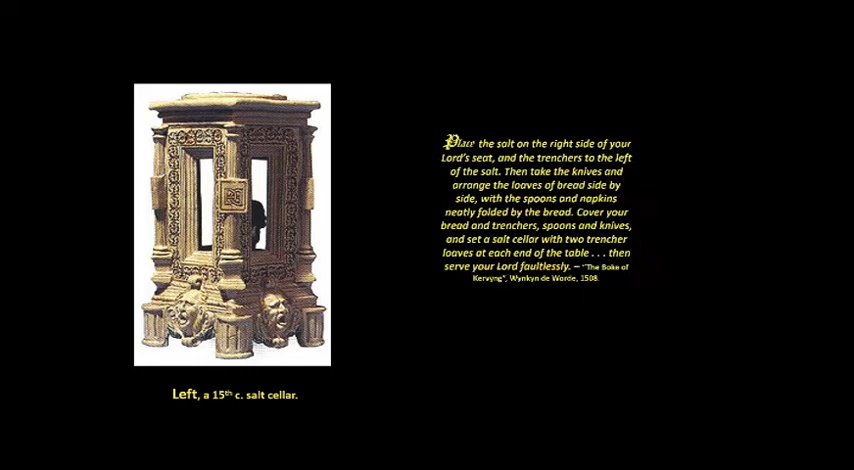 Place the salt on the right side of your
Lord's seat, and the trenchers to the left
of the salt. Then take the knives and
arrange the loaves of bread side by
side, with the spoons and napkins
neatly folded by the bread. Cover your
bread and trenchers, spoons and knives,
and set a salt cellar with two trencher
loaves at each end of the table . . . then
serve your Lord faultlessly. – "The Boke of
Kervyng", Wynkyn de Worde, 1508.
Left, a 15th c. salt cellar.